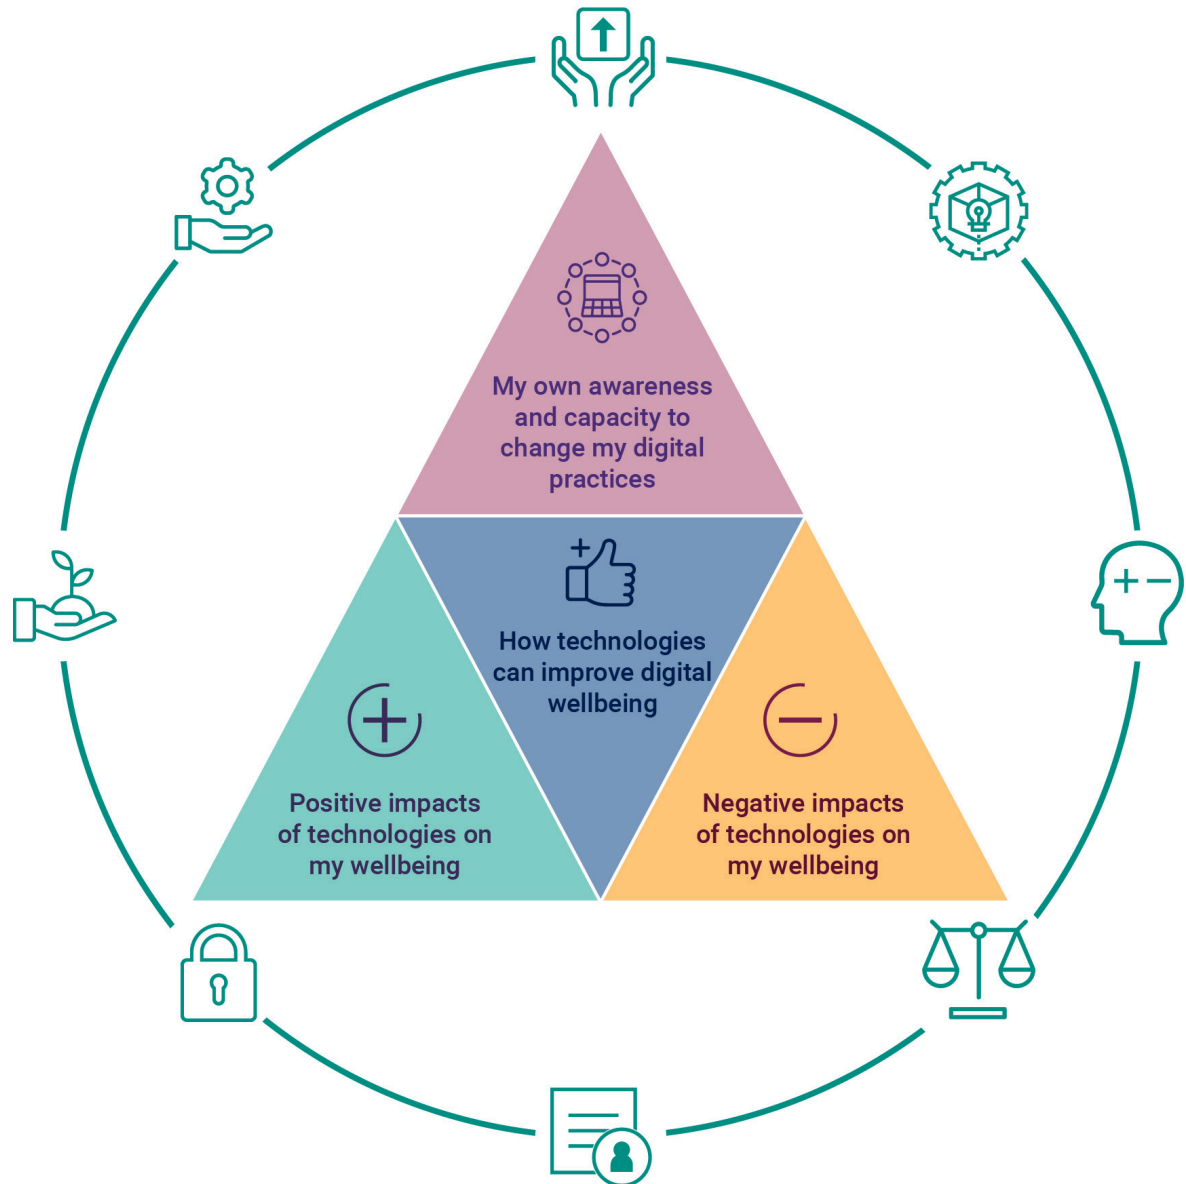 My own awareness
and capacity to
change my digital
practices
How technologies
can improve digital
wellbeing
Positive impacts
of technologies on
my wellbeing
Negative impacts
of technologies on
my wellbeing